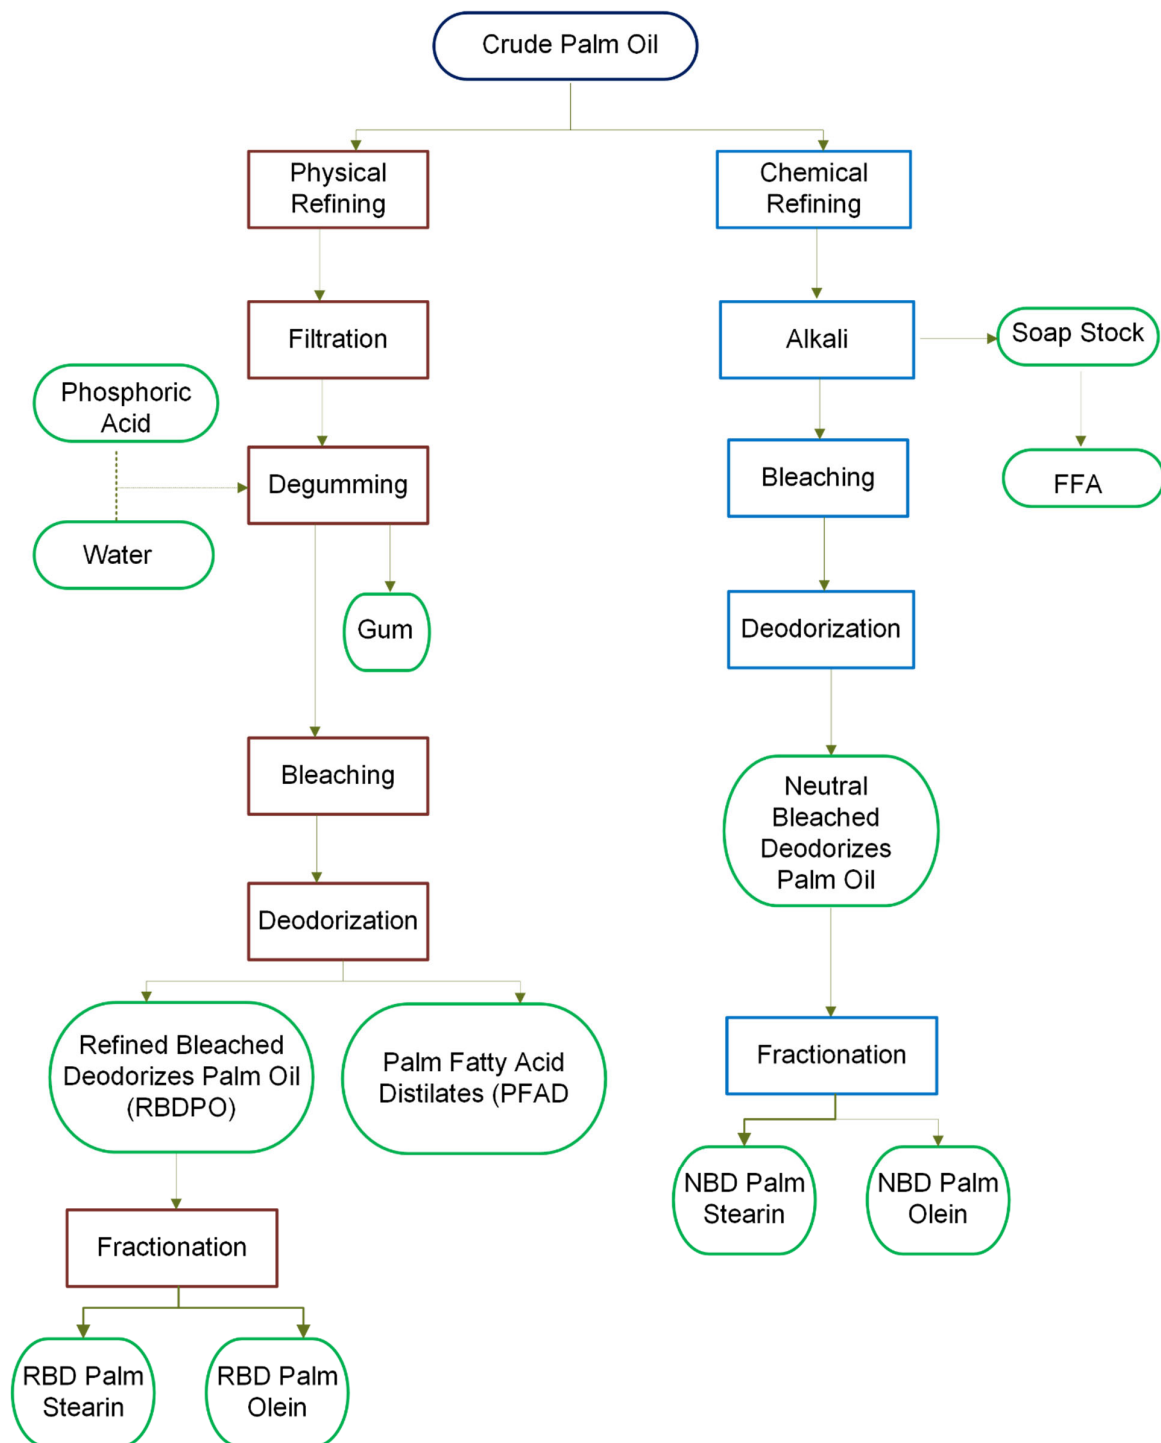 Crude Palm Oil
Physical
Refining
Chemical
Refining
Filtration
Alkali
Soap Stock
Phosphoric
Acid
Degumming
Bleaching
FFA
Water
Gum
Deodorization
Bleaching
Neutral
Bleached
Deodorizes
Palm Oil
Deodorization
Refined Bleached
Deodorizes Palm Oil
(RBDPO)
Palm Fatty Acid
Distilates (PFAD
Fractionation
NBD Palm
Stearin
NBD Palm
Olein
Fractionation
RBD Palm
Stearin
RBD Palm
Olein